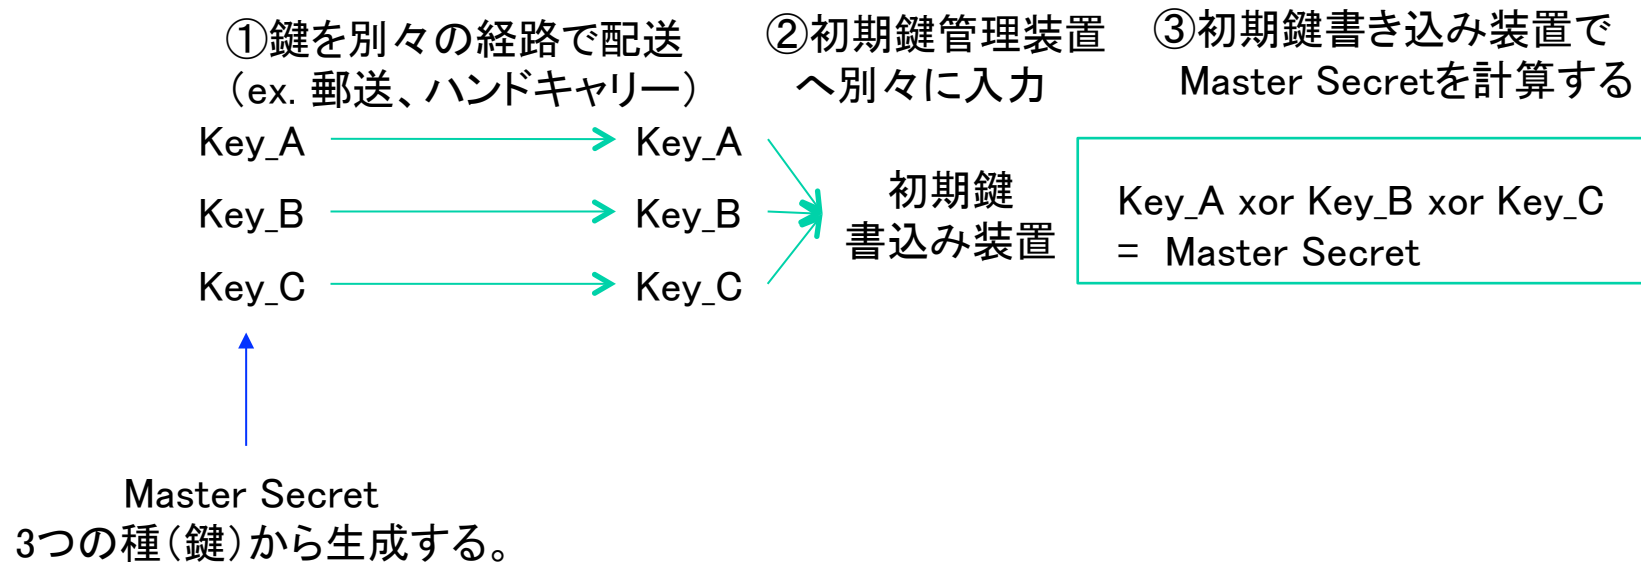 ①鍵を別々の経路で配送
（ex. 郵送、ハンドキャリー）
②初期鍵管理装置
へ別々に入力
③初期鍵書き込み装置で
Master Secretを計算する
Key_A
Key_A
Key_B
Key_B
Key_C
Key_C
初期鍵
書込み装置
Key_A xor Key_B xor Key_C
= Master Secret
Master Secret
3つの種（鍵）から生成する。